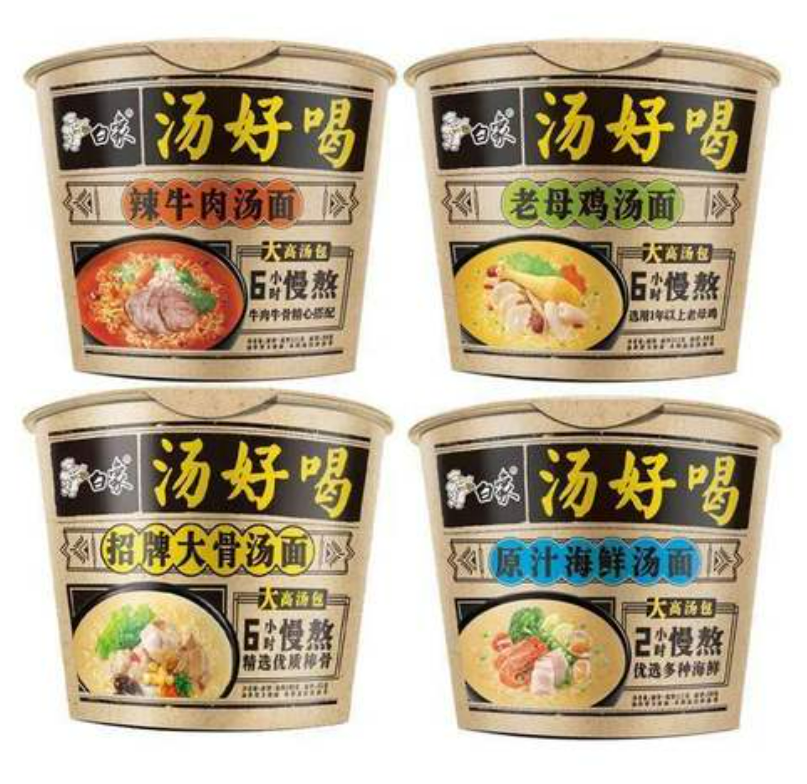 白象
汤好喝
辣牛肉汤面
大高汤包
6小时慢熬
牛肉牛骨精心搭配
白象
汤好喝
老母鸡汤面
大高汤包
6小时慢熬
选用1年以上老母鸡
白象
汤好喝
招牌大骨汤面
大高汤包
6小时慢熬
精选优质棒骨
白象
汤好喝
原汁海鲜汤面
大高汤包
2小时慢熬
优选多种海鲜